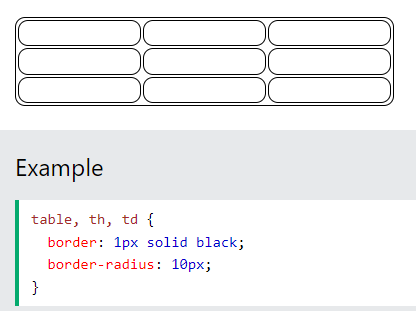 Example
table, th, td {
  border: 1px solid black;
  border-radius: 10px;
}